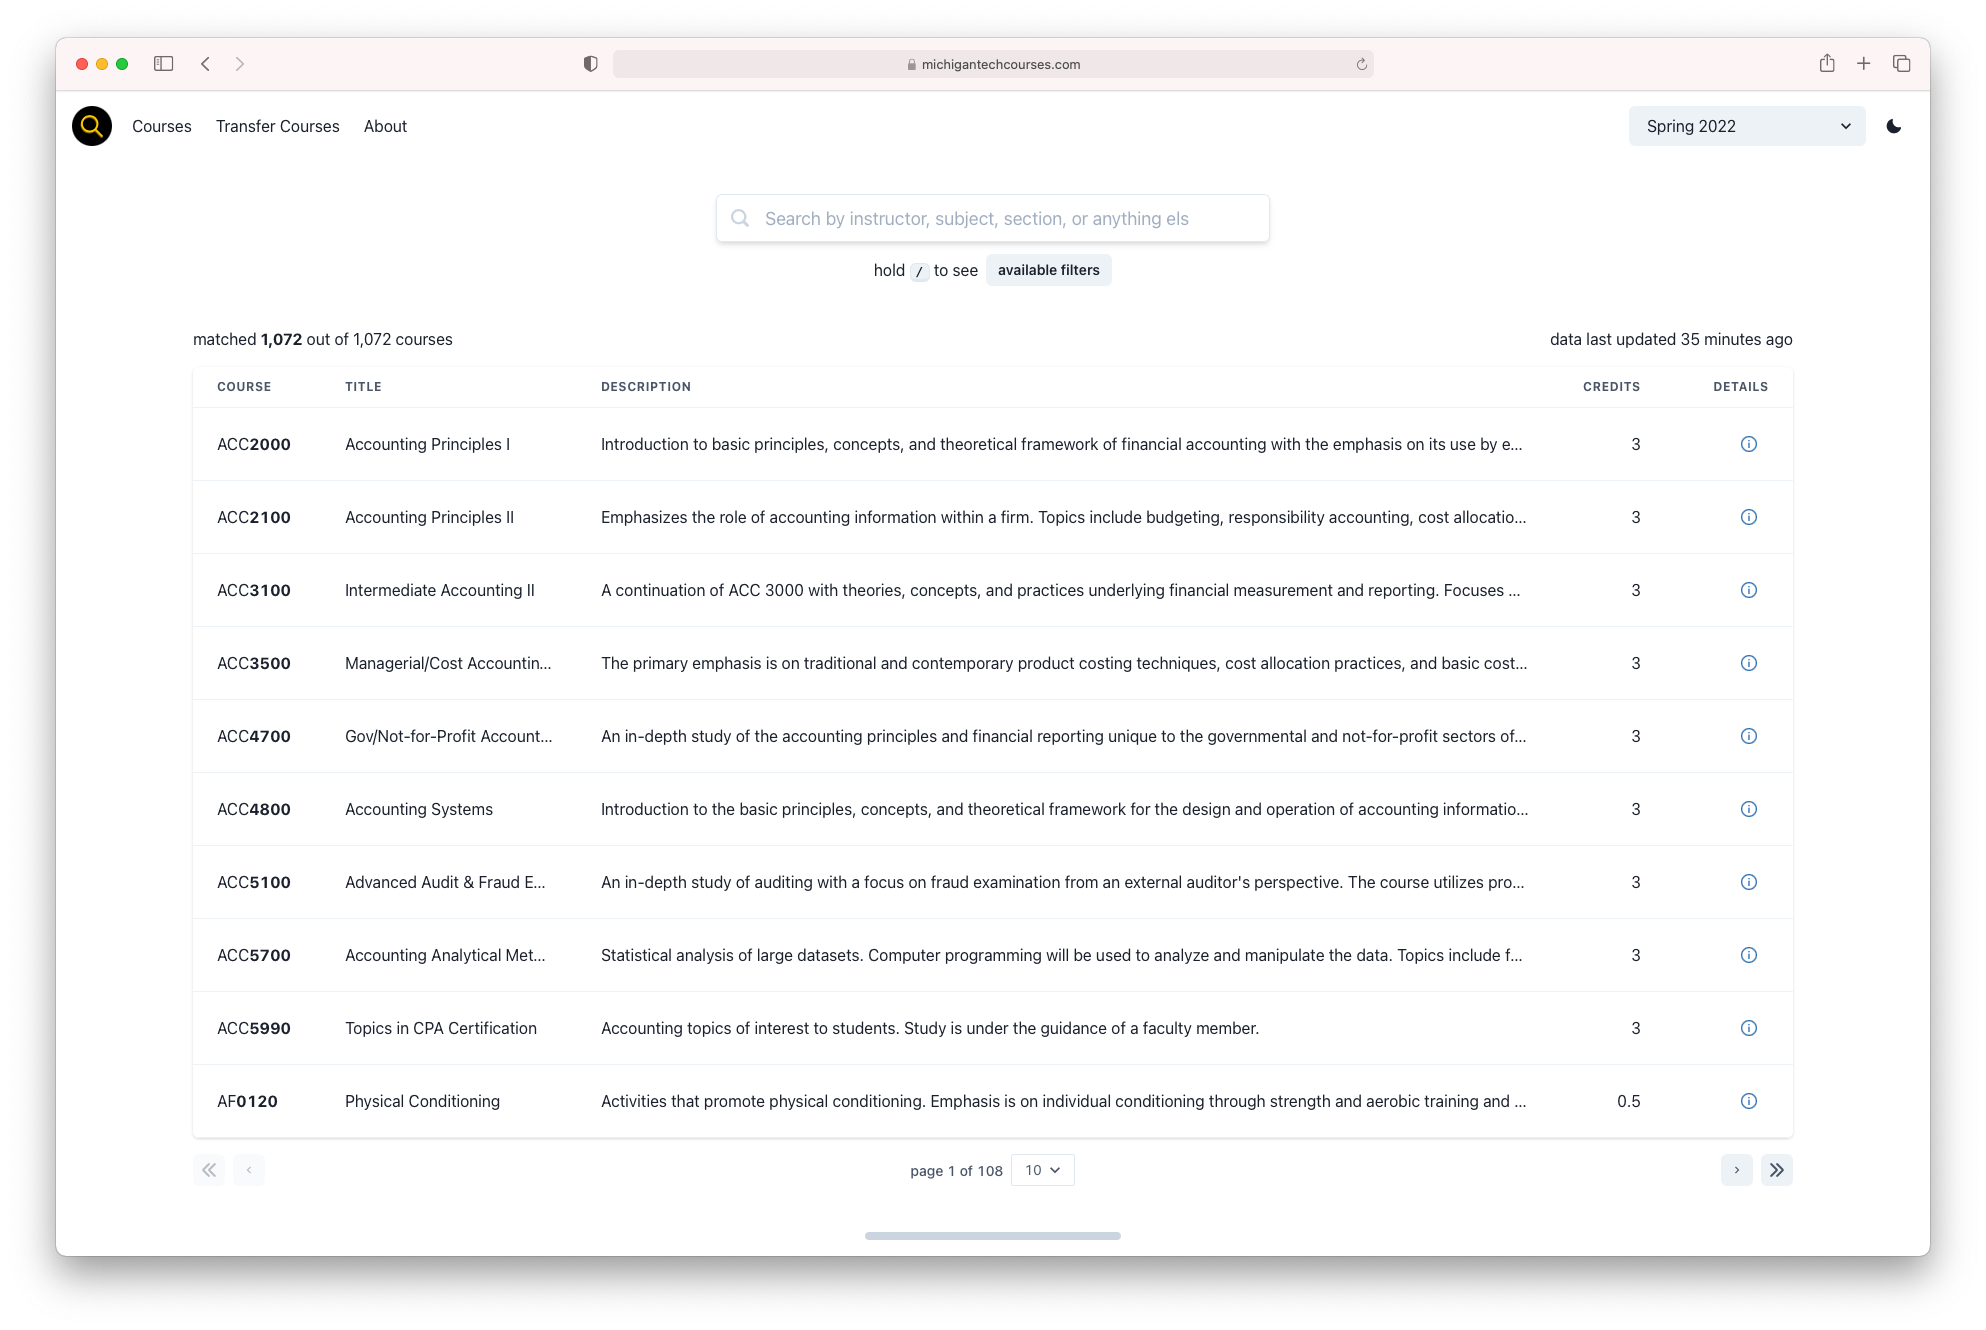 michigantechcourses.com
Courses Transfer Courses About Spring 2022
Search by instructor, subject, section, or anything els
hold / to see available filters
matched 1,072 out of 1,072 courses data last updated 35 minutes ago
COURSE TITLE DESCRIPTION CREDITS DETAILS
ACC2000 Accounting Principles I Introduction to basic principles, concepts, and theoretical framework of financial accounting with the emphasis on its use by e... 3
ACC2100 Accounting Principles II Emphasizes the role of accounting information within a firm. Topics include budgeting, responsibility accounting, cost allocatio... 3
ACC3100 Intermediate Accounting II A continuation of ACC 3000 with theories, concepts, and practices underlying financial measurement and reporting. Focuses ... 3
ACC3500 Managerial/Cost Accountin... The primary emphasis is on traditional and contemporary product costing techniques, cost allocation practices, and basic cost... 3
ACC4700 Gov/Not-for-Profit Account... An in-depth study of the accounting principles and financial reporting unique to the governmental and not-for-profit sectors of... 3
ACC4800 Accounting Systems Introduction to the basic principles, concepts, and theoretical framework for the design and operation of accounting informatio... 3
ACC5100 Advanced Audit & Fraud E... An in-depth study of auditing with a focus on fraud examination from an external auditor's perspective. The course utilizes pro... 3
ACC5700 Accounting Analytical Met... Statistical analysis of large datasets. Computer programming will be used to analyze and manipulate the data. Topics include f... 3
ACC5990 Topics in CPA Certification Accounting topics of interest to students. Study is under the guidance of a faculty member. 3
AF0120 Physical Conditioning Activities that promote physical conditioning. Emphasis is on individual conditioning through strength and aerobic training and ... 0.5
page 1 of 108 10